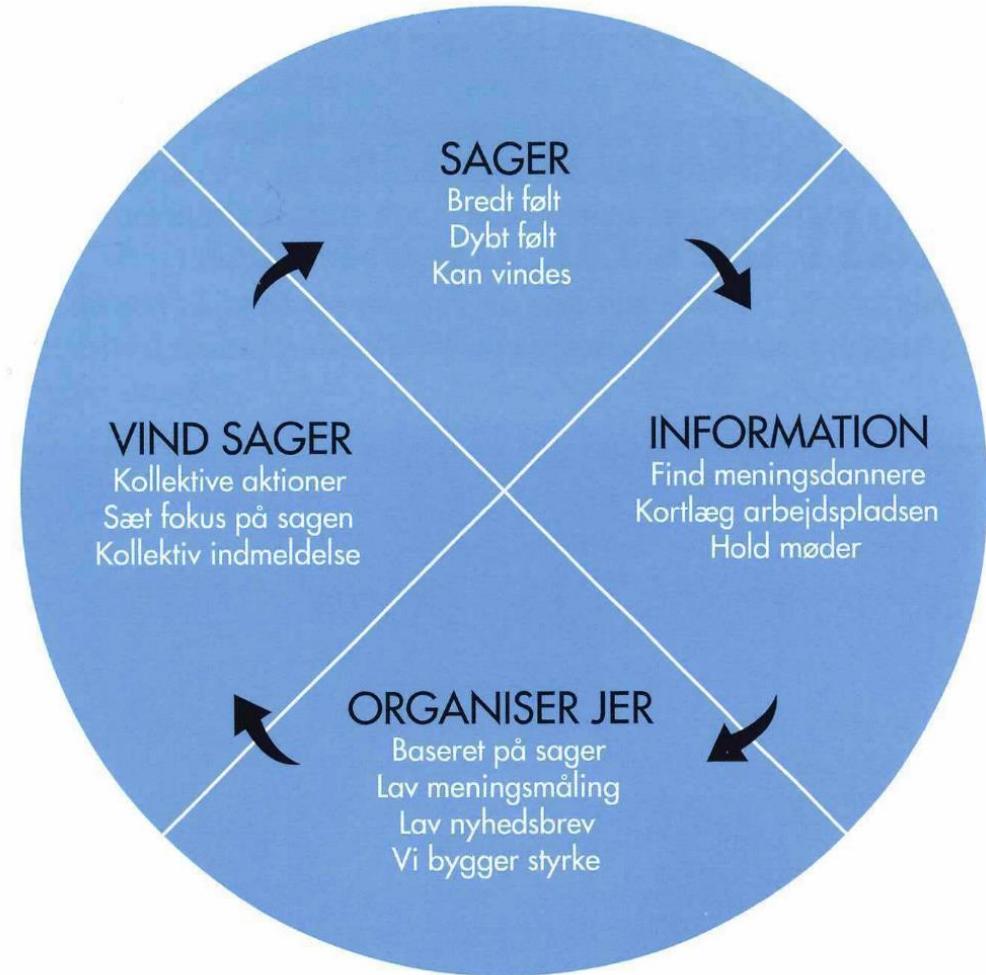 SAGER
Bredt følt
Dybt følt
Kan vindes
INFORMATION
Find meningsdannere
Kortlæg arbejdspladsen
Hold møder
ORGANISER JER
Baseret på sager
Lav meningsmåling
Lav nyhedsbrev
Vi bygger styrke
VIND SAGER
Kollektive aktioner
Sæt fokus på sagen
Kollektiv indmeldelse